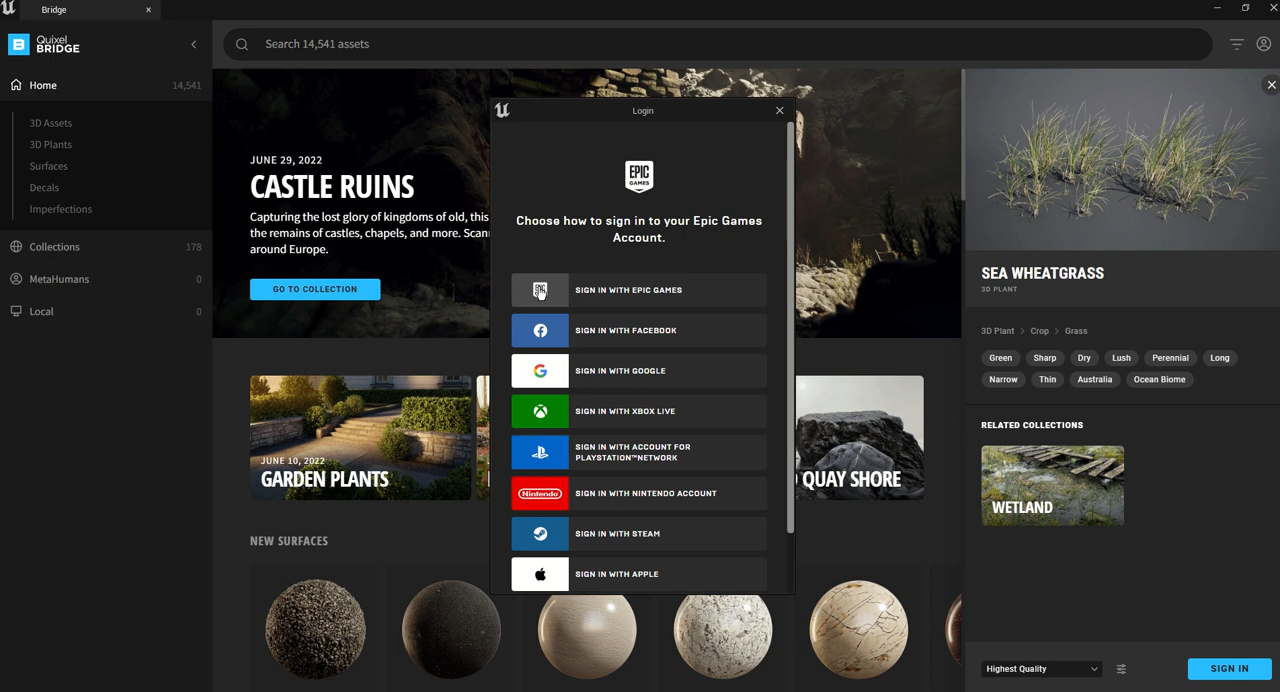 Bridge
Quixel
BRIDGE
Search 14,541 assets
Home 14,541
3D Assets
3D Plants
Surfaces
Decals
Imperfections
Collections 178
MetaHumans 0
Local 0
JUNE 29, 2022
CASTLE RUINS
Capturing the lost glory of kingdoms of old, this
the remains of castles, chapels, and more. Scan
around Europe.
GO TO COLLECTION
JUNE 10, 2022
GARDEN PLANTS
QUAY SHORE
NEW SURFACES
Login
EPIC
GAMES
Choose how to sign in to your Epic Games
Account.
SIGN IN WITH EPIC GAMES
SIGN IN WITH FACEBOOK
SIGN IN WITH GOOGLE
SIGN IN WITH XBOX LIVE
SIGN IN WITH ACCOUNT FOR
PLAYSTATION™NETWORK
Nintendo
SIGN IN WITH NINTENDO ACCOUNT
SIGN IN WITH STEAM
SIGN IN WITH APPLE
SEA WHEATGRASS
3D PLANT
3D Plant > Crop > Grass
Green Sharp Dry Lush Perennial Long
Narrow Thin Australia Ocean Biome
RELATED COLLECTIONS
WETLAND
Highest Quality
SIGN IN